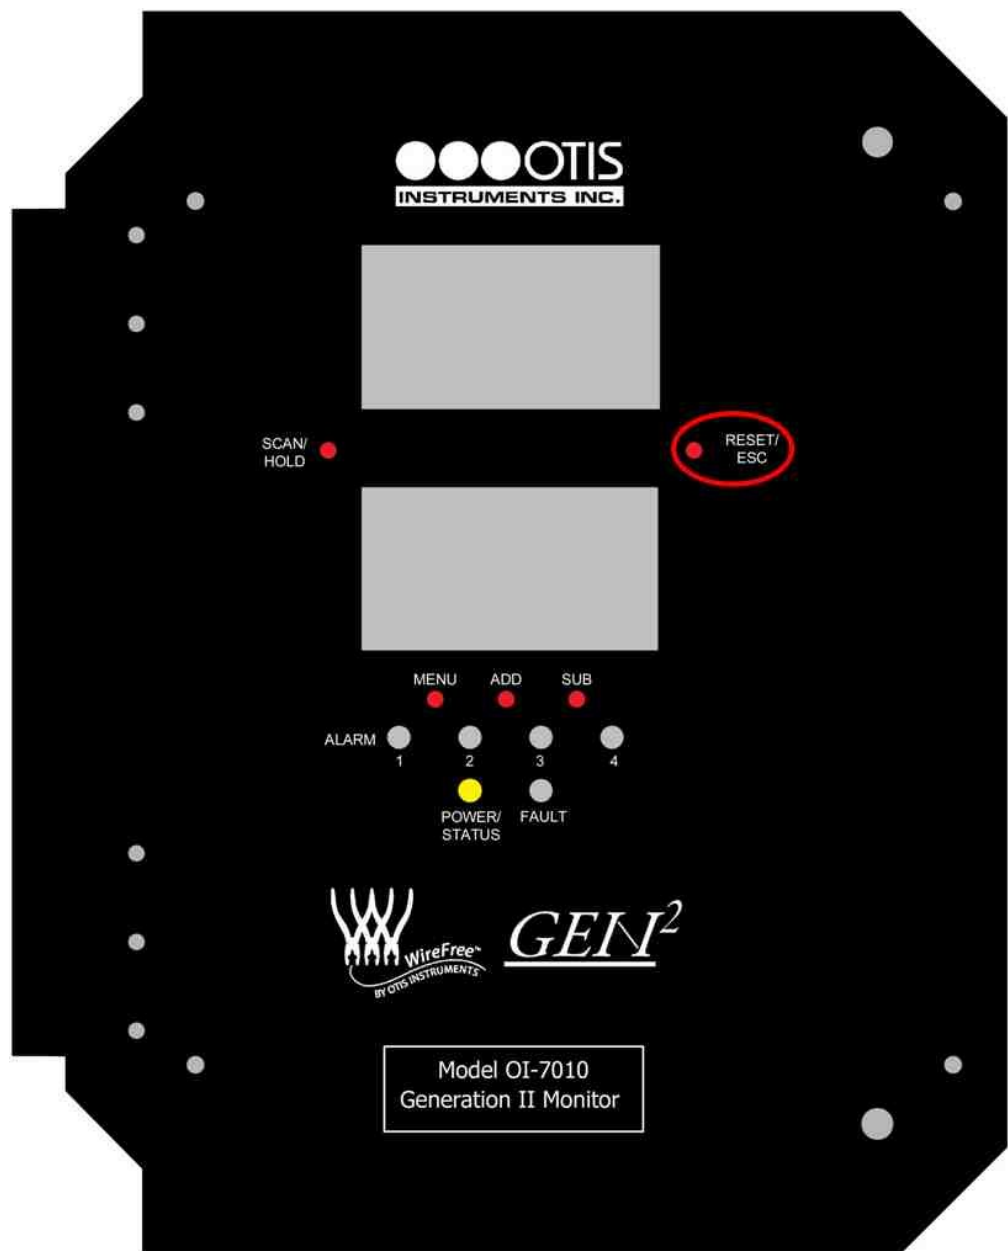 OTIS
INSTRUMENTS INC.
SCAN/
HOLD
RESET/
ESC
MENU ADD SUB
ALARM
1 2 3 4
POWER/
STATUS
FAULT
WireFree™
BY OTIS INSTRUMENTS
GEN²
Model OI-7010
Generation II Monitor